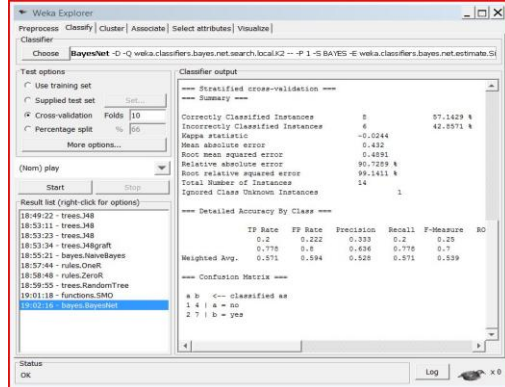 Weka Explorer
Preprocess Classify Cluster Associate Select attributes Visualize
Classifier
Choose BayesNet -D -Q weka.classifiers.bayes.net.search.local.K2 -- -P 1 -S BAYES -E weka.classifiers.bayes.net.estimate.Si
Test options
Use training set
Supplied test set Set...
Cross-validation Folds 10
Percentage split % 66
More options...
(Nom) play
Start Stop
Result list (right-click for options)
18:49:22 - trees.J48
18:53:11 - trees.J48
18:53:23 - trees.J48
18:53:34 - trees.J48graft
18:55:21 - bayes.NaiveBayes
18:57:44 - rules.OneR
18:58:48 - rules.ZeroR
18:59:55 - trees.RandomTree
19:01:18 - functions.SMO
19:02:16 - bayes.BayesNet
Classifier output
=== Stratified cross-validation ===
=== Summary ===
Correctly Classified Instances 8 57.1429 %
Incorrectly Classified Instances 6 42.8571 %
Kappa statistic -0.0244
Mean absolute error 0.432
Root mean squared error 0.4891
Relative absolute error 90.7289 %
Root relative squared error 99.1411 %
Total Number of Instances 14
Ignored Class Unknown Instances 1
=== Detailed Accuracy By Class ===
TP Rate FP Rate Precision Recall F-Measure RO
0.2 0.222 0.333 0.2 0.25
0.778 0.8 0.636 0.778 0.7
Weighted Avg. 0.571 0.594 0.528 0.571 0.539
=== Confusion Matrix ===
a b <-- classified as
1 4 | a = no
2 7 | b = yes
Status
OK
Log x 0